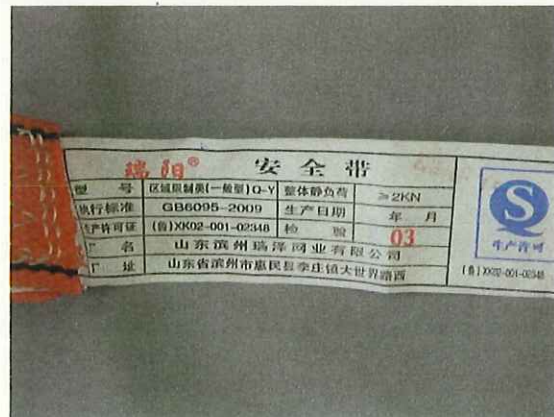 瑞阳® 安全带
型号 区域限制类(一般型)Q-Y 整体静负荷 ≥2KN
执行标准 GB6095-2009 生产日期 年 月
生产许可证 (鲁)XK02-001-02348 检验 03
厂名 山东滨州瑞泽网业有限公司
厂址 山东省滨州市惠民县李庄镇大世界路西
QS
生产许可
(鲁)XK02-001-02348